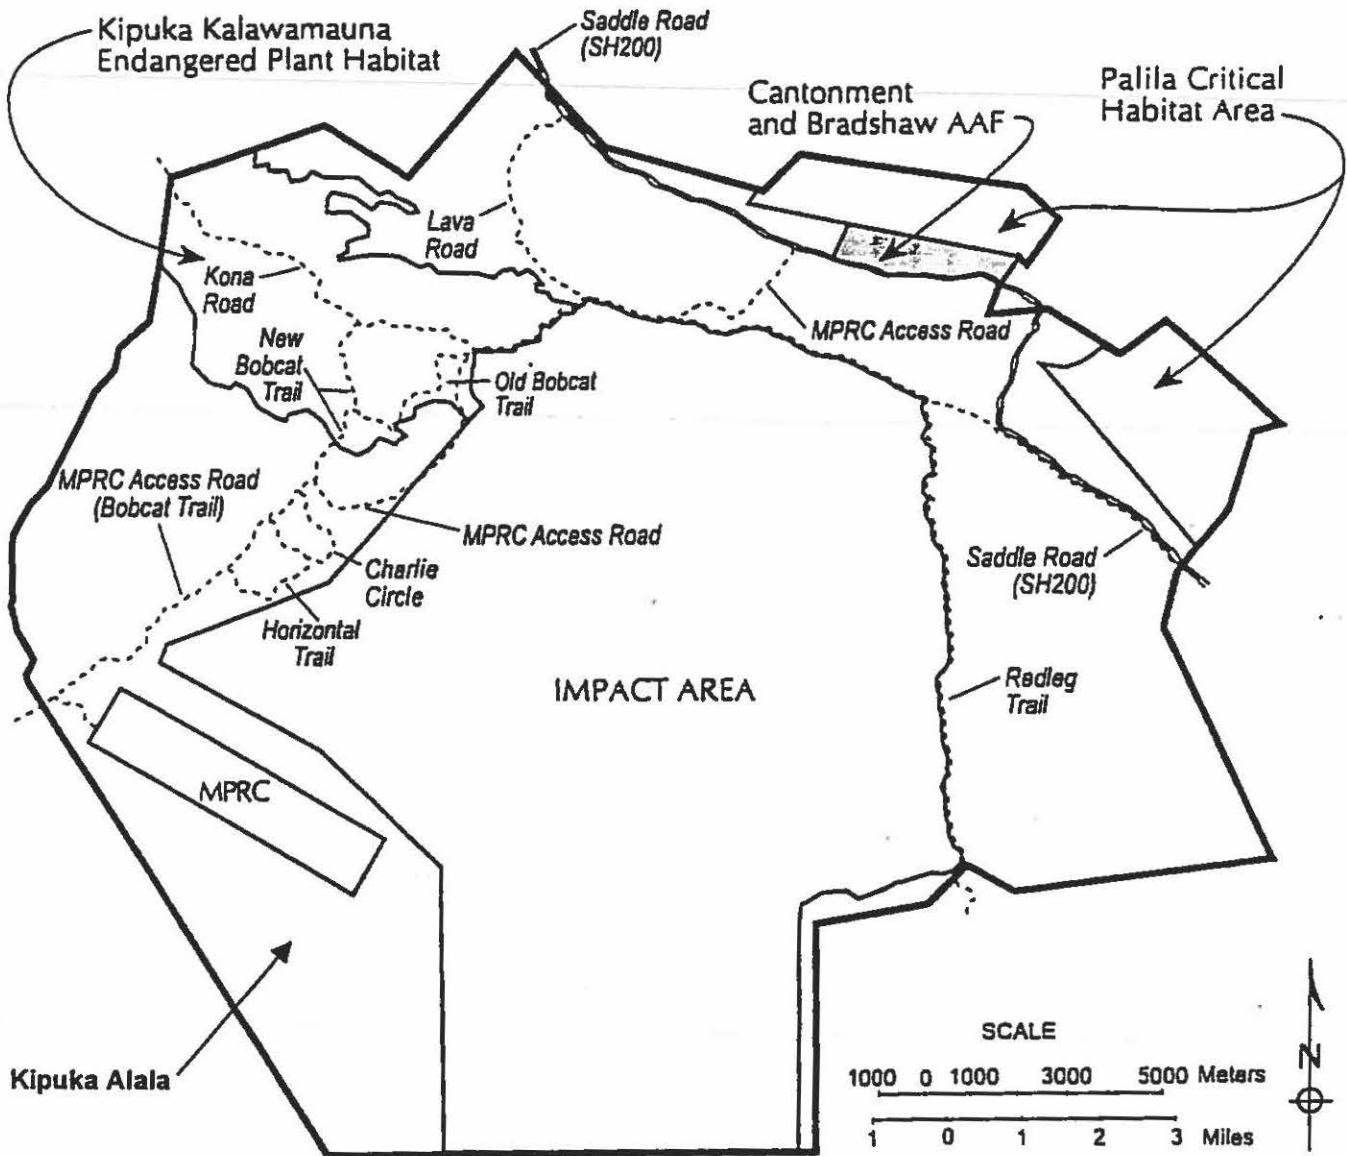 Kipuka Kalawamauna
Endangered Plant Habitat
Saddle Road
(SH200)
Cantonment
and Bradshaw AAF
Palila Critical
Habitat Area
Lava
Road
Kona
Road
New
Bobcat
Trail
Old Bobcat
Trail
MPRC Access Road
MPRC Access Road
(Bobcat Trail)
MPRC Access Road
Charlie
Circle
Horizontal
Trail
Saddle Road
(SH200)
IMPACT AREA
Redleg
Trail
MPRC
Kipuka Alala
SCALE
1000 0 1000 3000 5000 Meters
1 0 1 2 3 Miles
N